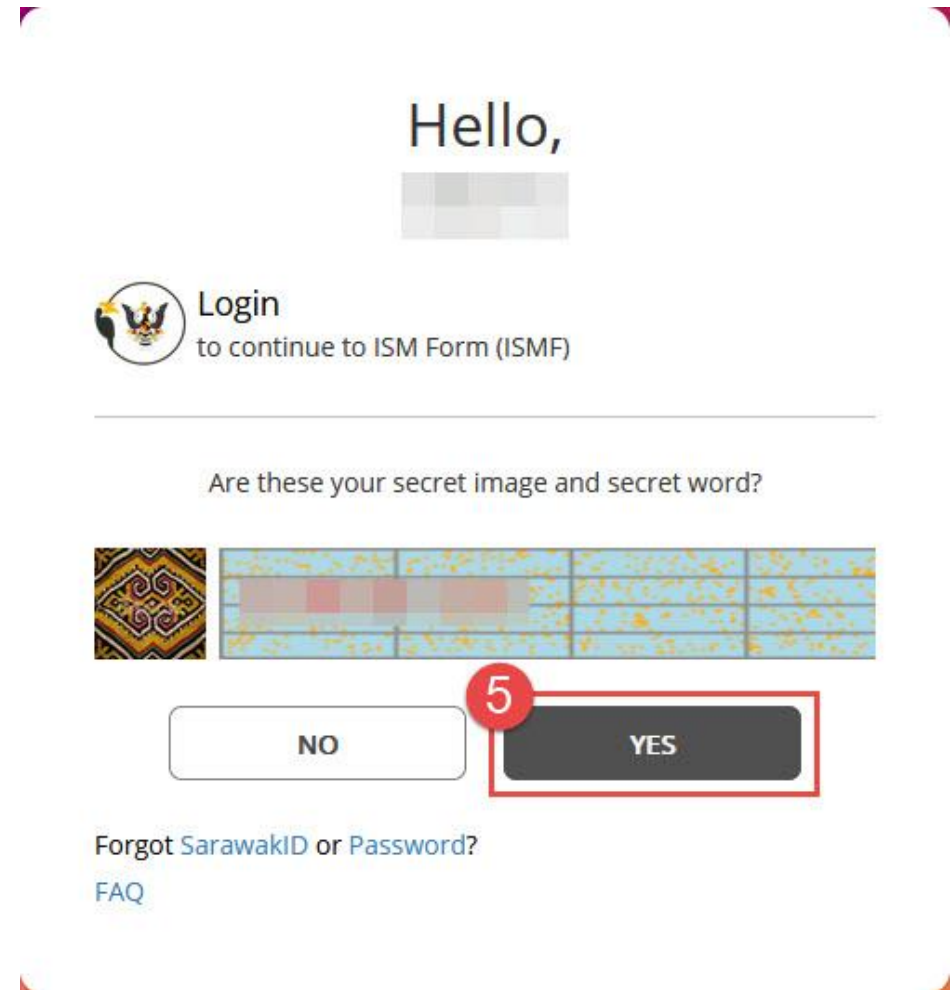 Hello,
Login
to continue to ISM Form (ISMF)
Are these your secret image and secret word?
5
NO
YES
Forgot SarawakID or Password?
FAQ